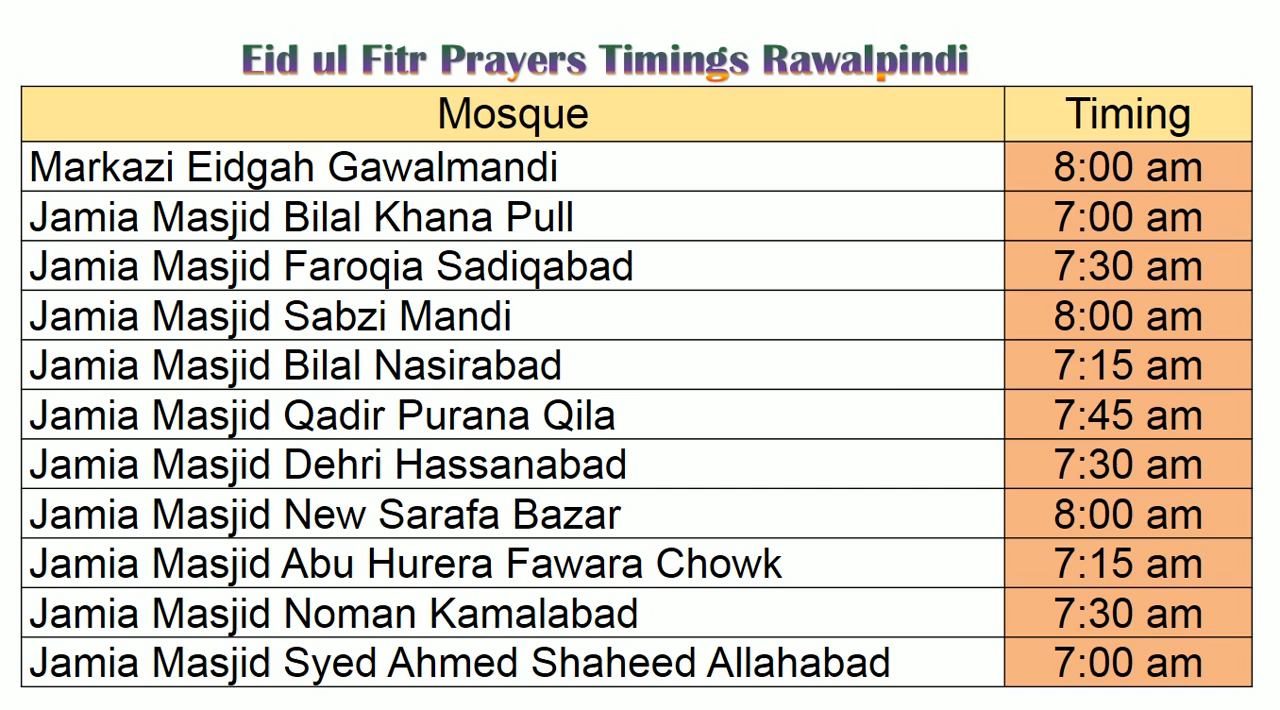 Eid ul Fitr Prayers Timings Rawalpindi
Mosque Timing
Markazi Eidgah Gawalmandi 8:00 am
Jamia Masjid Bilal Khana Pull 7:00 am
Jamia Masjid Faroqia Sadiqabad 7:30 am
Jamia Masjid Sabzi Mandi 8:00 am
Jamia Masjid Bilal Nasirabad 7:15 am
Jamia Masjid Qadir Purana Qila 7:45 am
Jamia Masjid Dehri Hassanabad 7:30 am
Jamia Masjid New Sarafa Bazar 8:00 am
Jamia Masjid Abu Hurera Fawara Chowk 7:15 am
Jamia Masjid Noman Kamalabad 7:30 am
Jamia Masjid Syed Ahmed Shaheed Allahabad 7:00 am